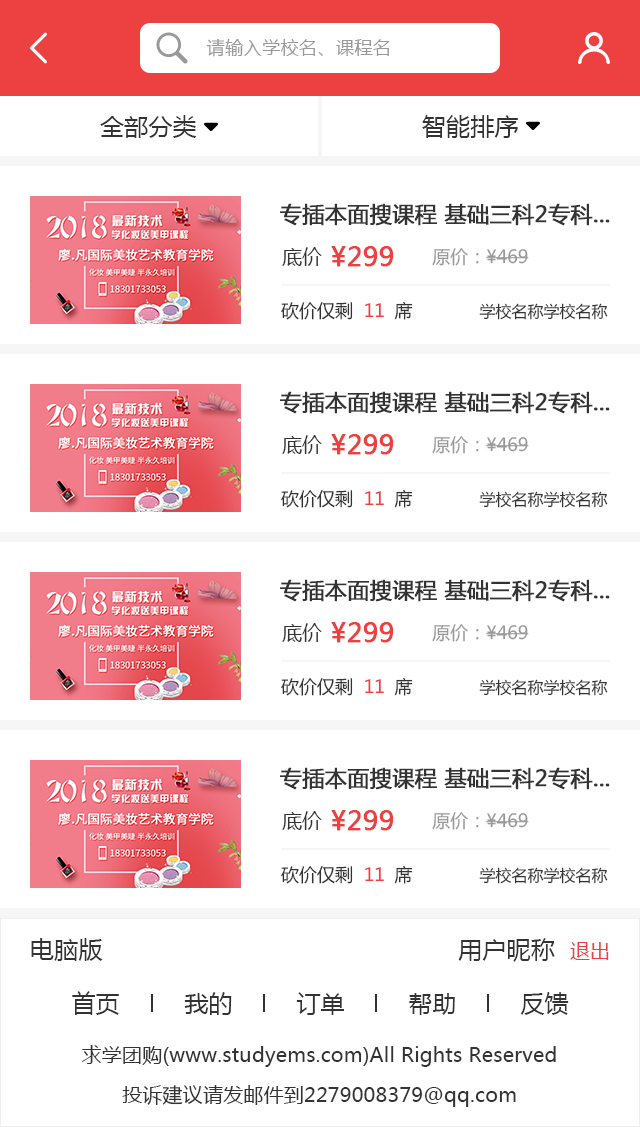 请输入学校名、课程名
全部分类 智能排序
2018 最新技术
学化妆送美甲课程
廖.凡国际美妆艺术教育学院
化妆 美甲美睫 半永久培训
18301733053
专插本面搜课程 基础三科2专科...
底价 ¥299 原价：¥469
砍价仅剩 11 席 学校名称学校名称
2018 最新技术
学化妆送美甲课程
廖.凡国际美妆艺术教育学院
化妆 美甲美睫 半永久培训
18301733053
专插本面搜课程 基础三科2专科...
底价 ¥299 原价：¥469
砍价仅剩 11 席 学校名称学校名称
2018 最新技术
学化妆送美甲课程
廖.凡国际美妆艺术教育学院
化妆 美甲美睫 半永久培训
18301733053
专插本面搜课程 基础三科2专科...
底价 ¥299 原价：¥469
砍价仅剩 11 席 学校名称学校名称
2018 最新技术
学化妆送美甲课程
廖.凡国际美妆艺术教育学院
化妆 美甲美睫 半永久培训
18301733053
专插本面搜课程 基础三科2专科...
底价 ¥299 原价：¥469
砍价仅剩 11 席 学校名称学校名称
电脑版 用户昵称 退出
首页 | 我的 | 订单 | 帮助 | 反馈
求学团购(www.studyems.com)All Rights Reserved
投诉建议请发邮件到2279008379@qq.com